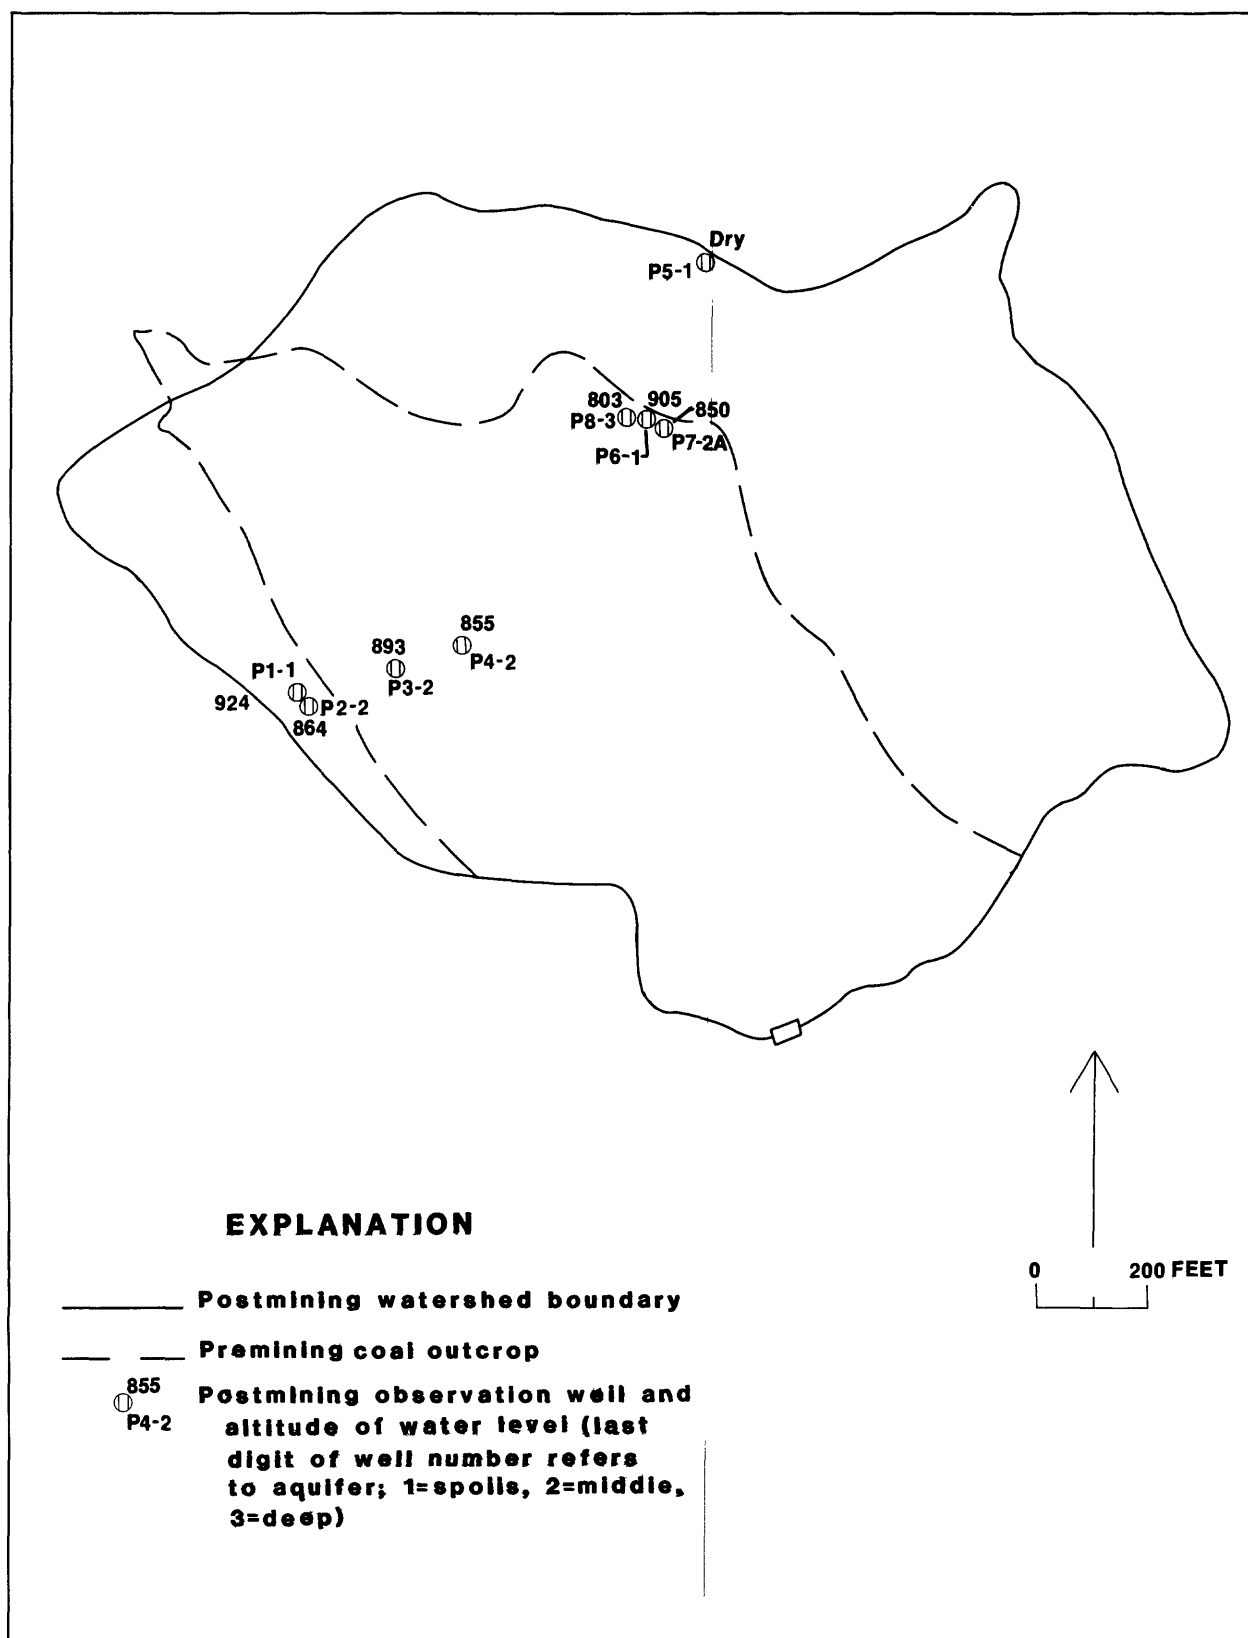 Dry
P5-1
803
905
850
P8-3
P7-2A
P6-1
855
893
P4-2
P1-1
P3-2
924
P2-2
864
EXPLANATION
0 200 FEET
Postmining watershed boundary
Premining coal outcrop
855
P4-2
Postmining observation well and
altitude of water level (last
digit of well number refers
to aquifer; 1=spoils, 2=middle,
3=deep)